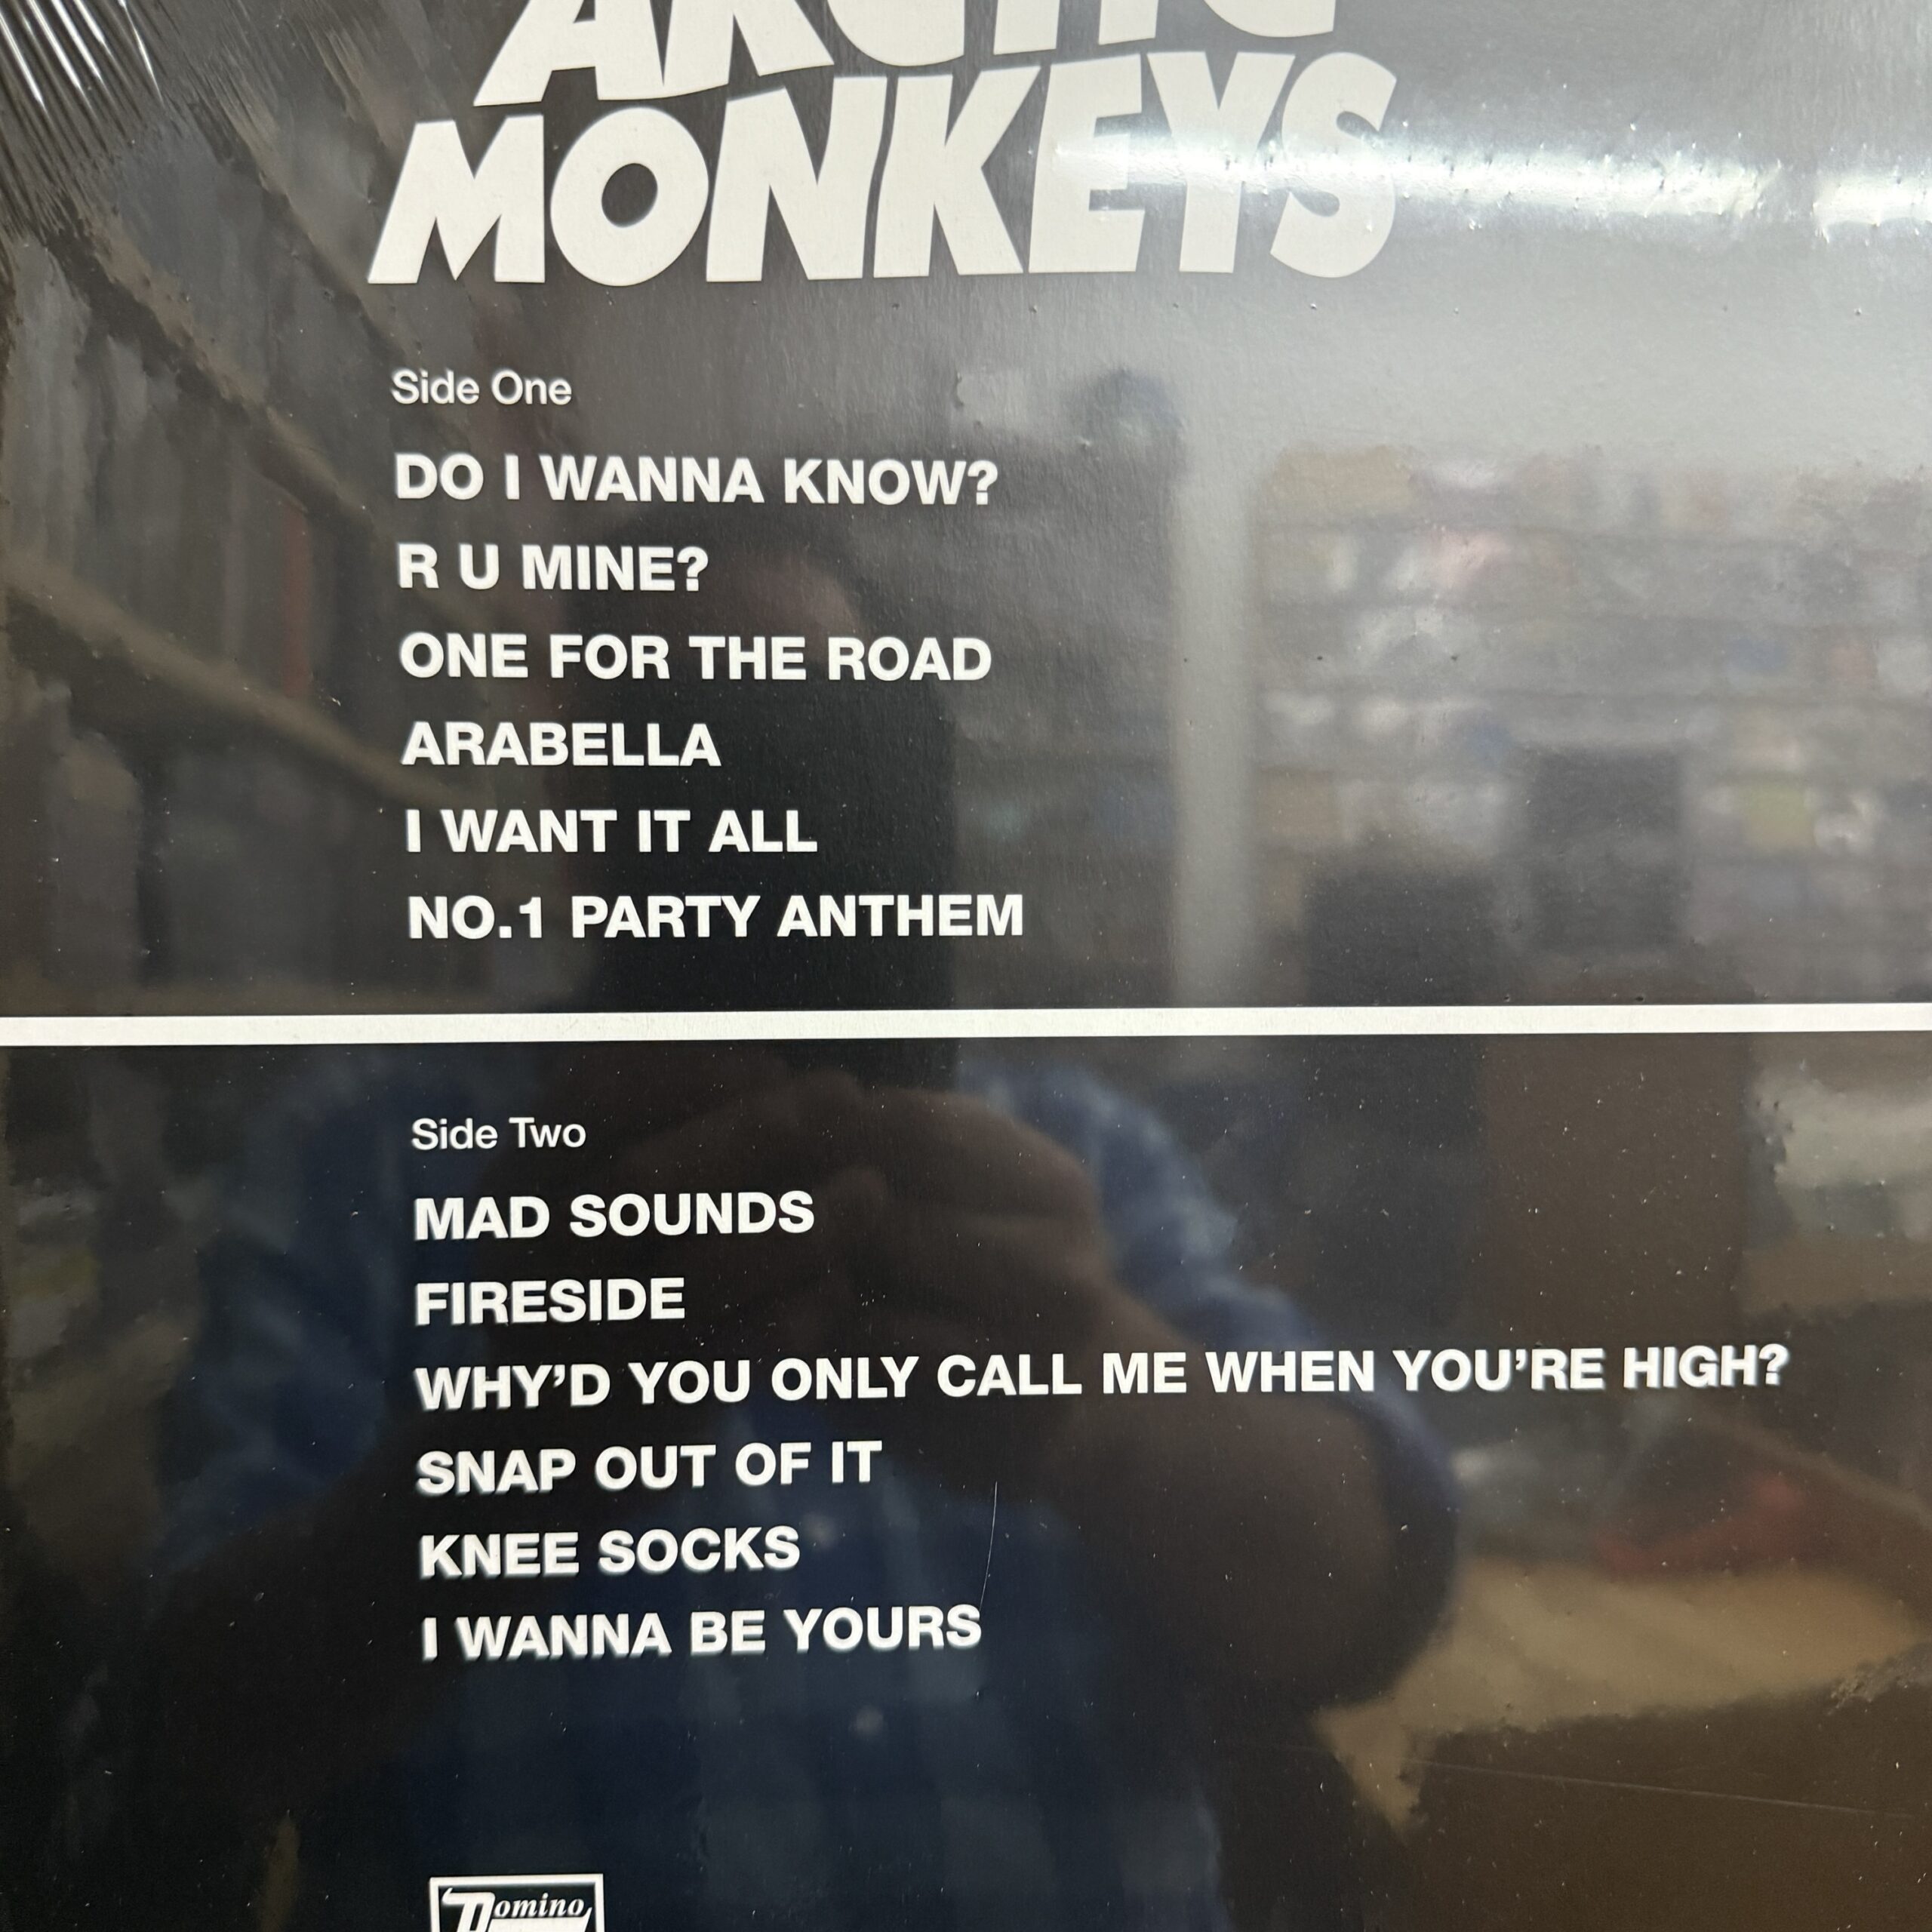 ARCTIC
MONKEYS
Side One
DO I WANNA KNOW?
R U MINE?
ONE FOR THE ROAD
ARABELLA
I WANT IT ALL
NO.1 PARTY ANTHEM
Side Two
MAD SOUNDS
FIRESIDE
WHY’D YOU ONLY CALL ME WHEN YOU’RE HIGH?
SNAP OUT OF IT
KNEE SOCKS
I WANNA BE YOURS
Domino